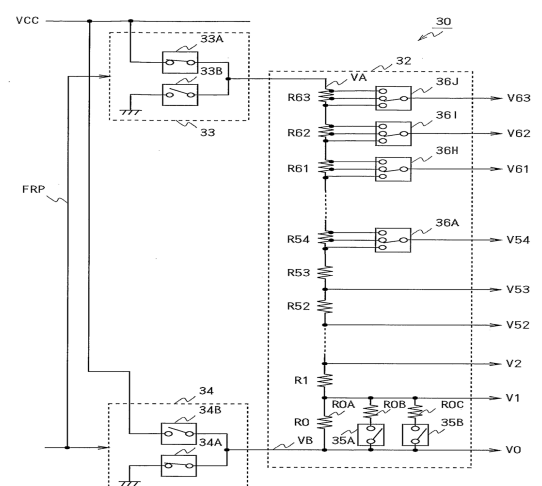 VCC
30
33A
33B
33
32
VA
R63
36J
V63
R62
36I
V62
R61
36H
V61
FRP
R54
36A
V54
R53
V53
R52
V52
V2
R1
V1
34
34B
34A
R0
R0A
R0B
R0C
35A
35B
VB
V0